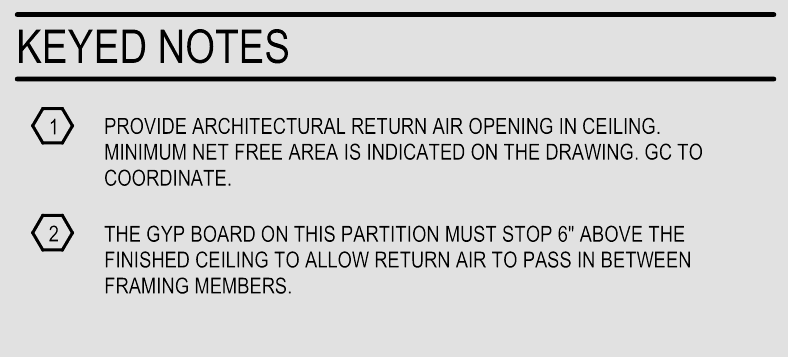 KEYED NOTES
1 PROVIDE ARCHITECTURAL RETURN AIR OPENING IN CEILING.
MINIMUM NET FREE AREA IS INDICATED ON THE DRAWING. GC TO
COORDINATE.
2 THE GYP BOARD ON THIS PARTITION MUST STOP 6" ABOVE THE
FINISHED CEILING TO ALLOW RETURN AIR TO PASS IN BETWEEN
FRAMING MEMBERS.